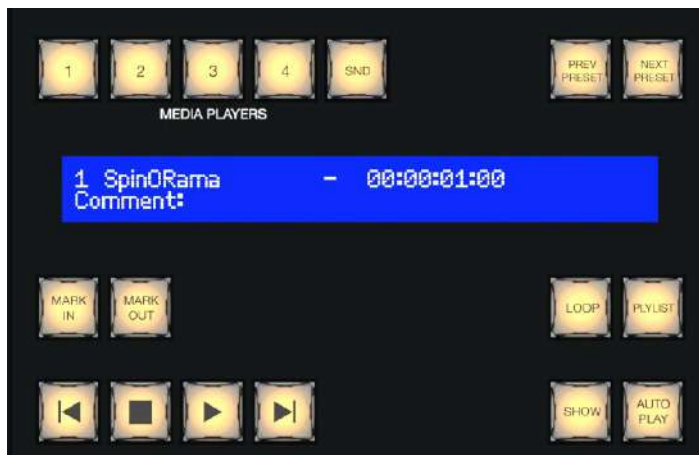 1 2 3 4 SND PREV PRESET NEXT PRESET
MEDIA PLAYERS
1 SpinORama - 00:00:01:00
Comment:
MARK IN MARK OUT LOOP PLYLIST
SHOW AUTO PLAY